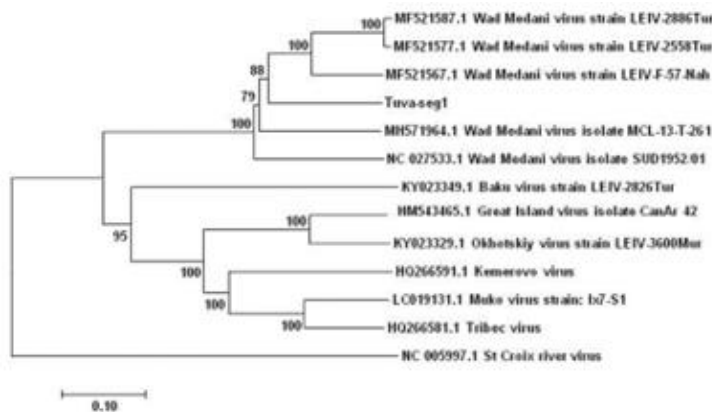 100
MF521587.1 Wad Medani virus strain LEIV-2886Tur
100
MF521577.1 Wad Medani virus strain LEIV-2558Tur
88
MF521567.1 Wad Medani virus strain LEIV-F-57-Nah
79
Tuva-seg1
100
MH571964.1 Wad Medani virus isolate MCL-13-T-261
NC 027533.1 Wad Medani virus isolate SUD1952/01
KY023349.1 Baku virus strain LEIV-2826Tur
95
100
HM543465.1 Great Island virus isolate CanAr 42
KY023329.1 Okhotskiy virus strain LEIV-3600Mur
100
HQ266591.1 Kemerovo virus
100
LC019131.1 Muko virus strain: Ix7-S1
100
HQ266581.1 Tribec virus
NC 005997.1 St Croix river virus
0.10